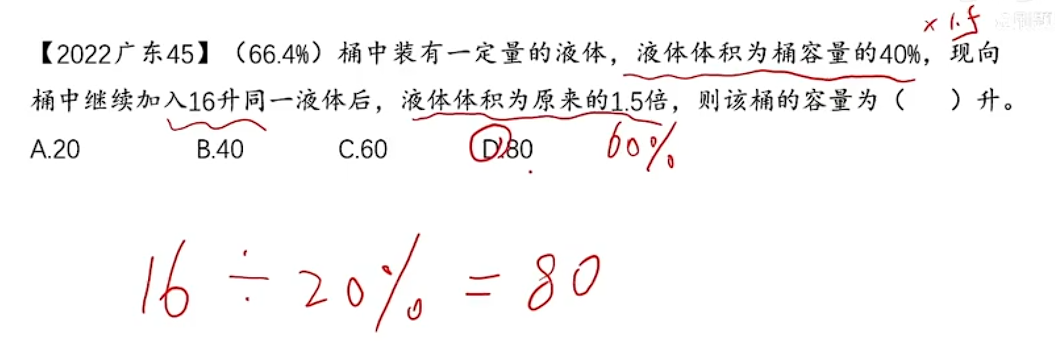 × 1.5
【2022广东45】（66.4%）桶中装有一定量的液体，液体体积为桶容量的40%，现向
桶中继续加入16升同一液体后，液体体积为原来的1.5倍，则该桶的容量为（ ）升。
A.20 B.40 C.60 D.80
60%
16 ÷ 20% = 80